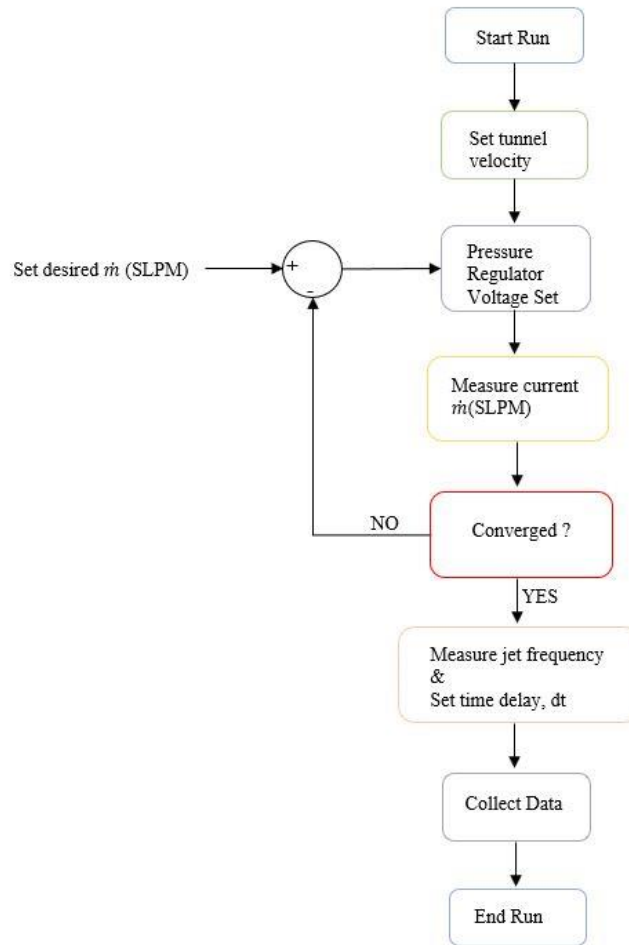 Start Run
Set tunnel
velocity
Set desired ṁ (SLPM)
+
-
Pressure
Regulator
Voltage Set
Measure current
ṁ(SLPM)
NO
Converged ?
YES
Measure jet frequency
&
Set time delay, dt
Collect Data
End Run